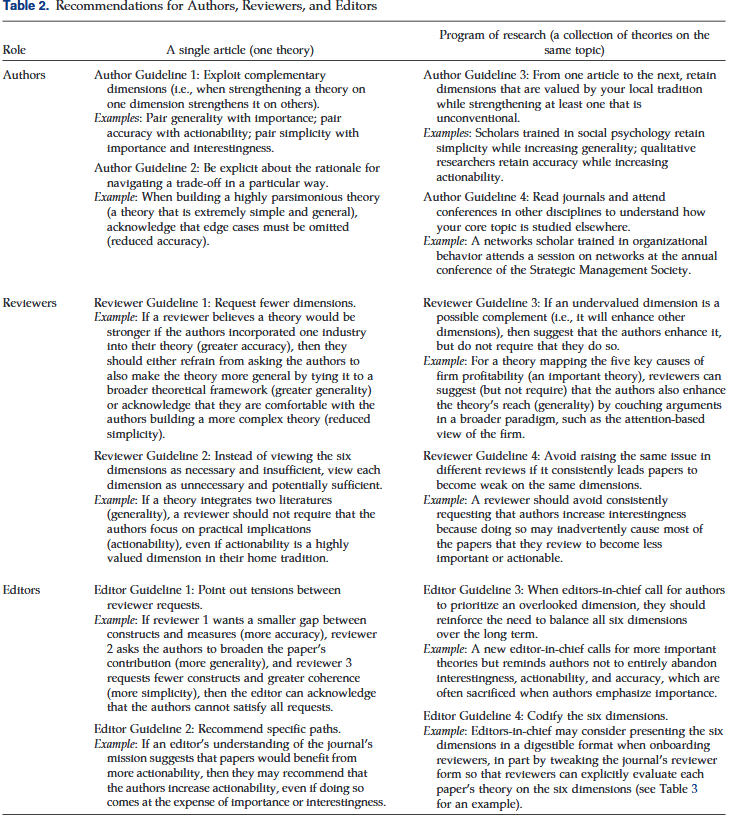 Table 2. Recommendations for Authors, Reviewers, and Editors
Role
A single article (one theory)
Program of research (a collection of theories on the
same topic)
Authors
Author Guideline 1: Exploit complementary
dimensions (i.e., when strengthening a theory on
one dimension strengthens it on others).
Examples: Pair generality with importance; pair
accuracy with actionability; pair simplicity with
importance and interestingness.
Author Guideline 2: Be explicit about the rationale for
navigating a trade-off in a particular way.
Example: When building a highly parsimonious theory
(a theory that is extremely simple and general),
acknowledge that edge cases must be omitted
(reduced accuracy).
Author Guideline 3: From one article to the next, retain
dimensions that are valued by your local tradition
while strengthening at least one that is
unconventional.
Examples: Scholars trained in social psychology retain
simplicity while increasing generality; qualitative
researchers retain accuracy while increasing
actionability.
Author Guideline 4: Read journals and attend
conferences in other disciplines to understand how
your core topic is studied elsewhere.
Example: A networks scholar trained in organizational
behavior attends a session on networks at the annual
conference of the Strategic Management Society.
Reviewers
Reviewer Guideline 1: Request fewer dimensions.
Example: If a reviewer believes a theory would be
stronger if the authors incorporated one industry
into their theory (greater accuracy), then they
should either refrain from asking the authors to
also make the theory more general by tying it to a
broader theoretical framework (greater generality)
or acknowledge that they are comfortable with the
authors building a more complex theory (reduced
simplicity).
Reviewer Guideline 2: Instead of viewing the six
dimensions as necessary and insufficient, view each
dimension as unnecessary and potentially sufficient.
Example: If a theory integrates two literatures
(generality), a reviewer should not require that the
authors focus on practical implications
(actionability), even if actionability is a highly
valued dimension in their home tradition.
Reviewer Guideline 3: If an undervalued dimension is a
possible complement (i.e., it will enhance other
dimensions), then suggest that the authors enhance it,
but do not require that they do so.
Example: For a theory mapping the five key causes of
firm profitability (an important theory), reviewers can
suggest (but not require) that the authors also enhance
the theory's reach (generality) by couching arguments
in a broader paradigm, such as the attention-based
view of the firm.
Reviewer Guideline 4: Avoid raising the same issue in
different reviews if it consistently leads papers to
become weak on the same dimensions.
Example: A reviewer should avoid consistently
requesting that authors increase interestingness
because doing so may inadvertently cause most of
the papers that they review to become less
important or actionable.
Editors
Editor Guideline 1: Point out tensions between
reviewer requests.
Example: If reviewer 1 wants a smaller gap between
constructs and measures (more accuracy), reviewer
2 asks the authors to broaden the paper's
contribution (more generality), and reviewer 3
requests fewer constructs and greater coherence
(more simplicity), then the editor can acknowledge
that the authors cannot satisfy all requests.
Editor Guideline 2: Recommend specific paths.
Example: If an editor's understanding of the journal's
mission suggests that papers would benefit from
more actionability, then they may recommend that
the authors increase actionability, even if doing so
comes at the expense of importance or interestingness.
Editor Guideline 3: When editors-in-chief call for authors
to prioritize an overlooked dimension, they should
reinforce the need to balance all six dimensions
over the long term.
Example: A new editor-in-chief calls for more important
theories but reminds authors not to entirely abandon
interestingness, actionability, and accuracy, which are
often sacrificed when authors emphasize importance.
Editor Guideline 4: Codify the six dimensions.
Example: Editors-in-chief may consider presenting the six
dimensions in a digestible format when onboarding
reviewers, in part by tweaking the journal's reviewer
form so that reviewers can explicitly evaluate each
paper's theory on the six dimensions (see Table 3
for an example).